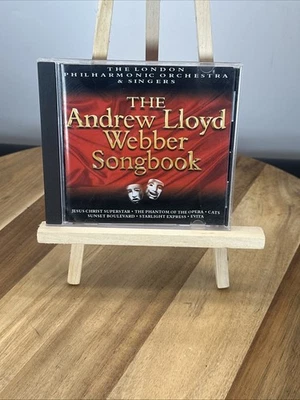 THE LONDON
PHILHARMONIC ORCHESTRA
& SINGERS
THE
Andrew Lloyd
Webber
Songbook
JESUS CHRIST SUPERSTAR • THE PHANTOM OF THE OPERA • CATS
SUNSET BOULEVARD • STARLIGHT EXPRESS • EVITA